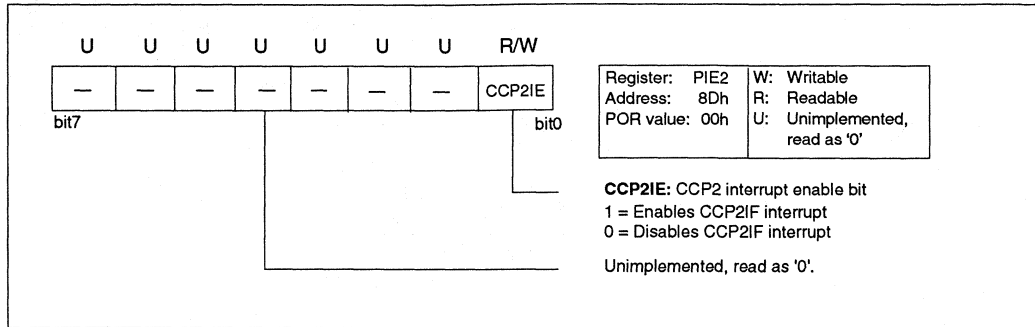 U U U U U U U R/W
— — — — — — — CCP2IE
bit7 bit0
Register: PIE2
Address: 8Dh
POR value: 00h
W: Writable
R: Readable
U: Unimplemented,
read as '0'
CCP2IE: CCP2 interrupt enable bit
1 = Enables CCP2IF interrupt
0 = Disables CCP2IF interrupt
Unimplemented, read as '0'.